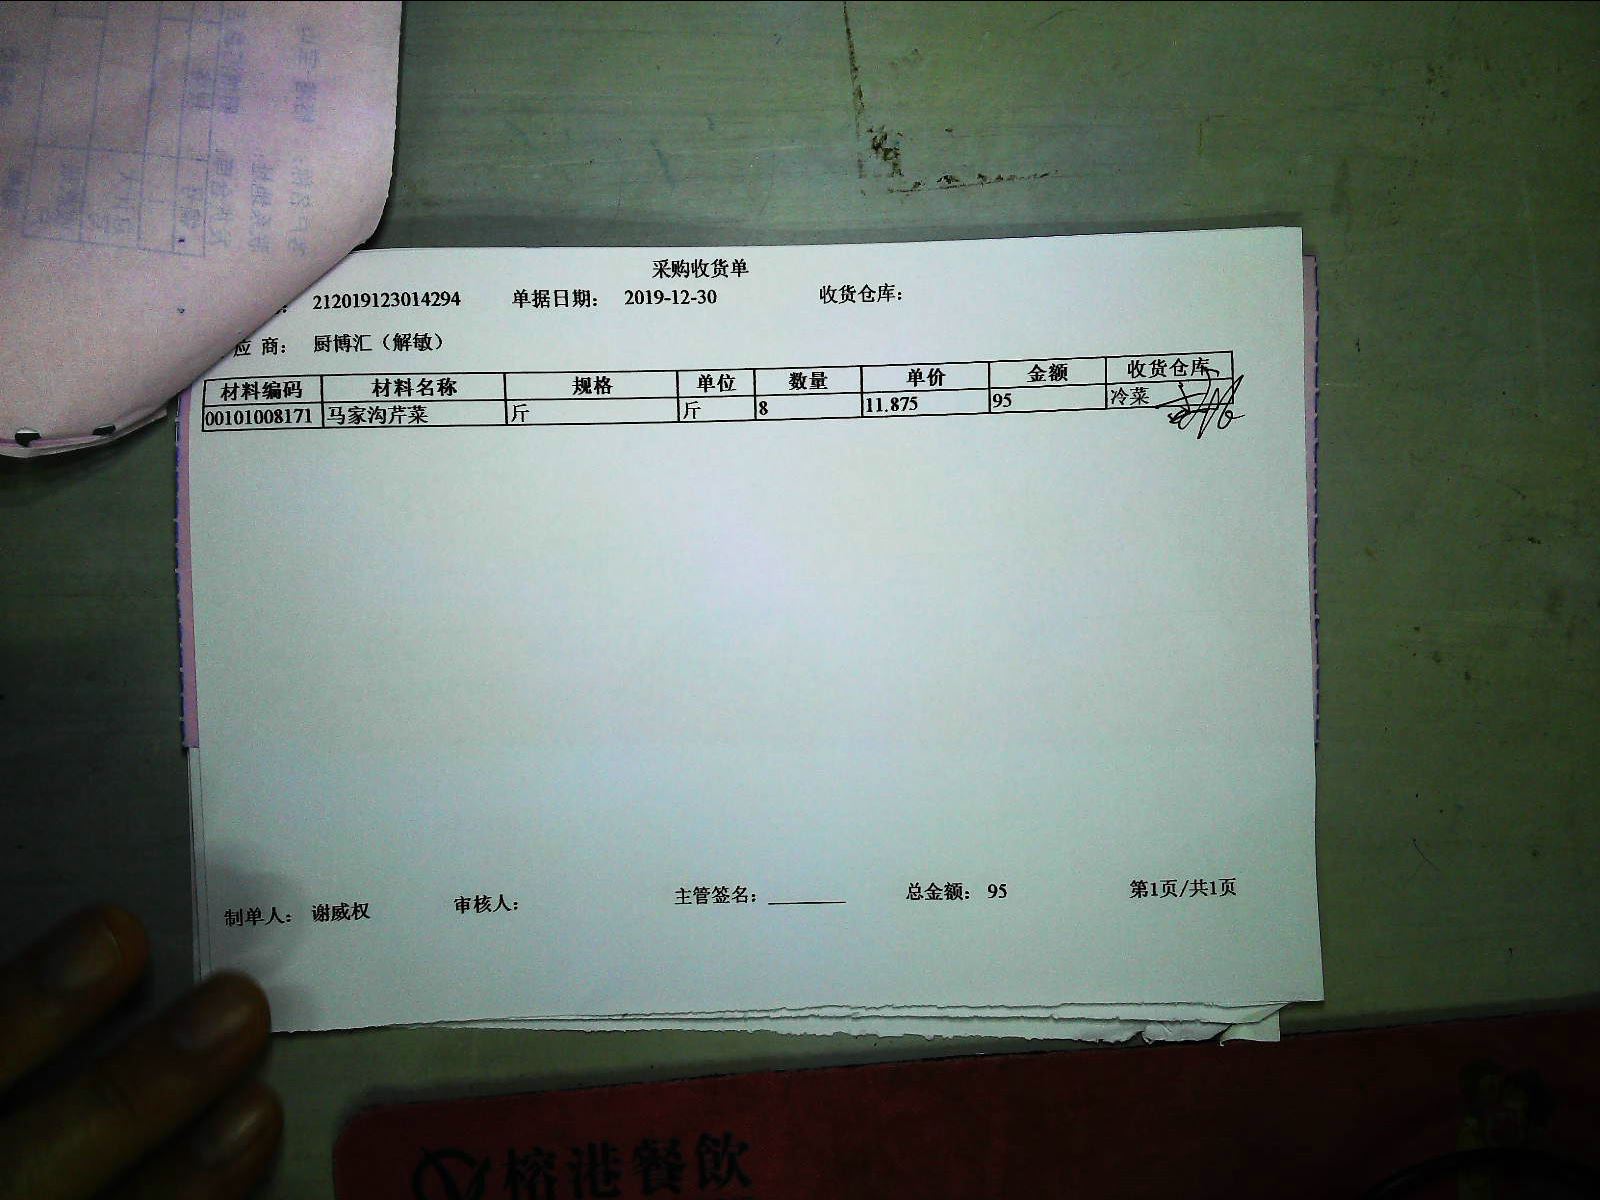 采购收货单
212019123014294 单据日期： 2019-12-30 收货仓库：
应 商： 厨博汇（解敏）
材料编码 材料名称 规格 单位 数量 单价 金额 收货仓库
00101008171 马家沟芹菜 斤 斤 8 11.875 95 冷菜
制单人： 谢威权 审核人： 主管签名：________ 总金额： 95 第1页/共1页
榕港餐飲